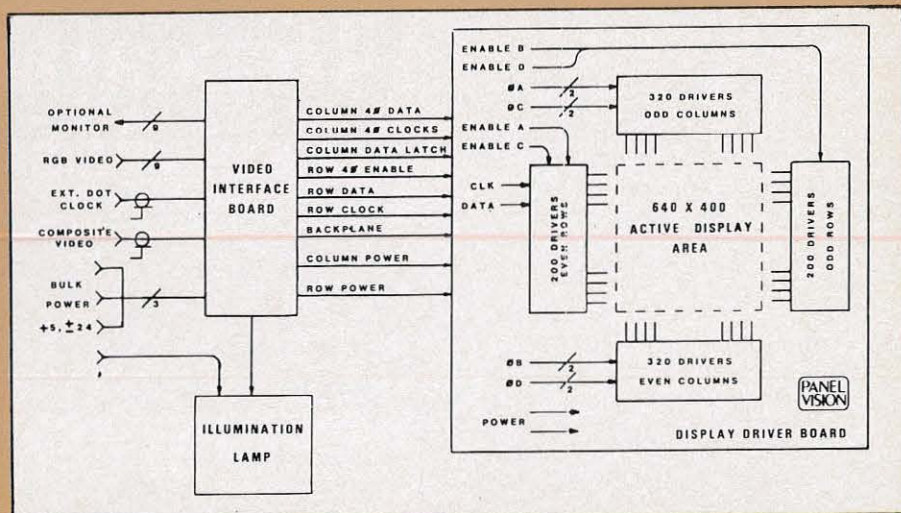 OPTIONAL
MONITOR
9
RGB VIDEO
9
EXT. DOT
CLOCK
COMPOSITE
VIDEO
BULK
POWER
3
+5, ±24
VIDEO
INTERFACE
BOARD
ILLUMINATION
LAMP
COLUMN 4Ø DATA
COLUMN 4Ø CLOCKS
COLUMN DATA LATCH
ROW 4Ø ENABLE
ROW DATA
ROW CLOCK
BACKPLANE
COLUMN POWER
ROW POWER
ENABLE B
ENABLE D
ØA
2
ØC
2
320 DRIVERS
ODD COLUMNS
ENABLE A
ENABLE C
CLK
DATA
200 DRIVERS
EVEN ROWS
640 X 400
ACTIVE DISPLAY
AREA
200 DRIVERS
ODD ROWS
ØB
2
ØD
2
320 DRIVERS
EVEN COLUMNS
POWER
PANEL
VISION
DISPLAY DRIVER BOARD